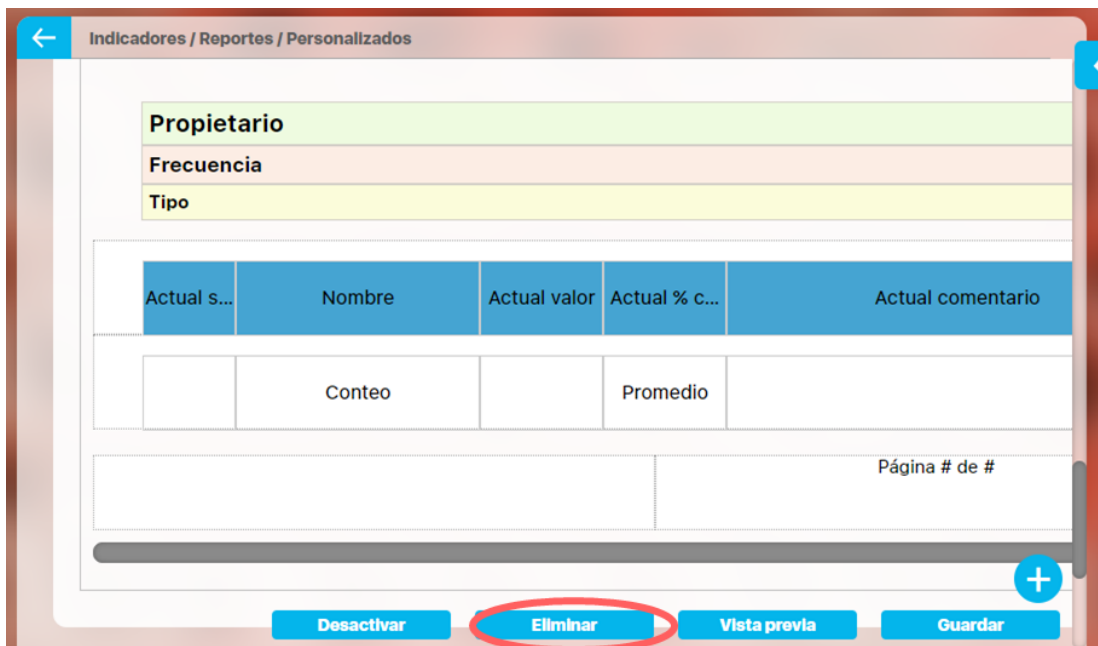 Indicadores / Reportes / Personalizados
Propietario
Frecuencia
Tipo
Actual s... Nombre Actual valor Actual % c... Actual comentario
Conteo Promedio
Página # de #
Desactivar Eliminar Vista previa Guardar